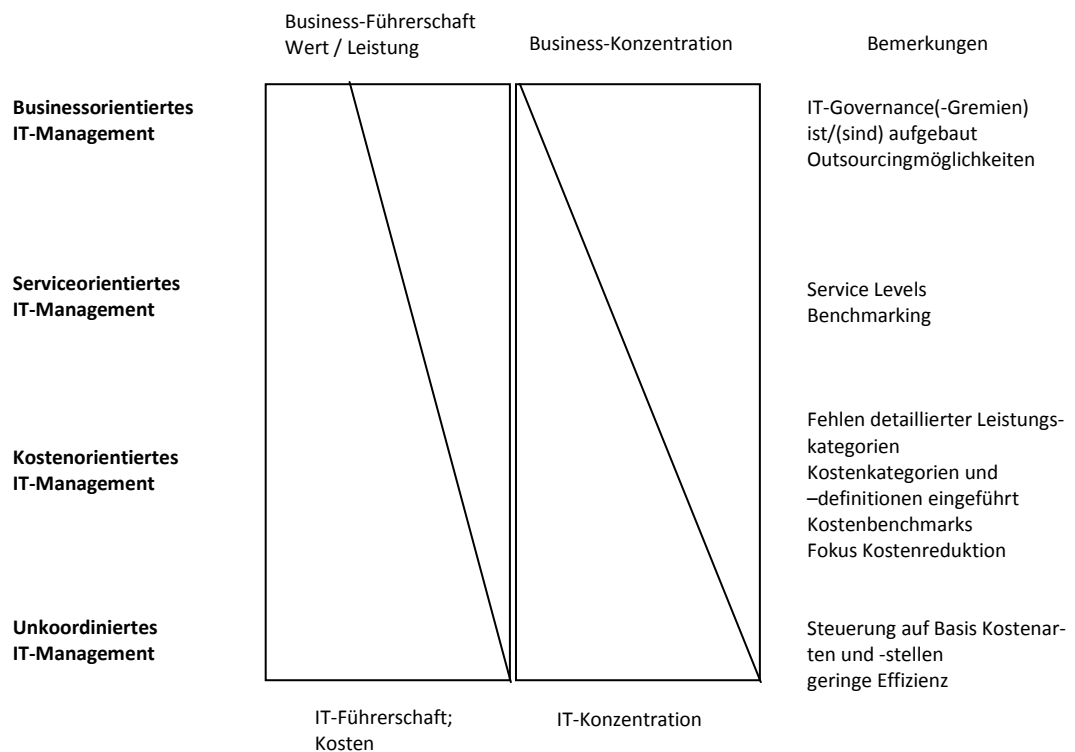 Business-Führerschaft
Wert / Leistung
Business-Konzentration
Bemerkungen
Businessorientiertes
IT-Management
IT-Governance(-Gremien)
ist/(sind) aufgebaut
Outsourcingmöglichkeiten
Serviceorientiertes
IT-Management
Service Levels
Benchmarking
Kostenorientiertes
IT-Management
Fehlen detaillierter Leistungs-
kategorien
Kostenkategorien und
–definitionen eingeführt
Kostenbenchmarks
Fokus Kostenreduktion
Unkoordiniertes
IT-Management
Steuerung auf Basis Kostenar-
ten und -stellen
geringe Effizienz
IT-Führerschaft;
Kosten
IT-Konzentration